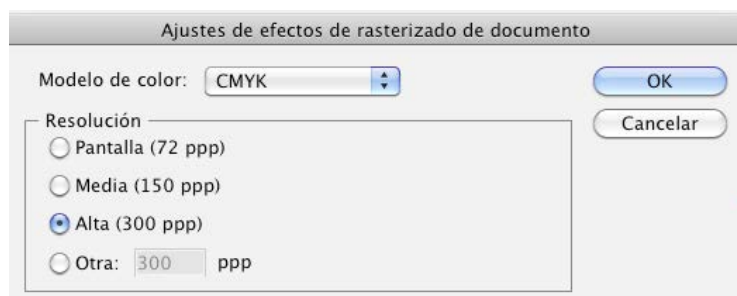 Ajustes de efectos de rasterizado de documento
Modelo de color: CMYK
OK
Resolución
Cancelar
Pantalla (72 ppp)
Media (150 ppp)
Alta (300 ppp)
Otra: 300 ppp